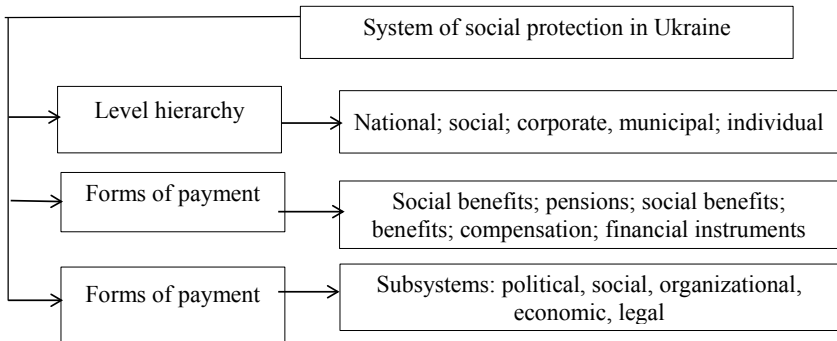 System of social protection in Ukraine
Level hierarchy
National; social; corporate, municipal; individual
Forms of payment
Social benefits; pensions; social benefits;
benefits; compensation; financial instruments
Forms of payment
Subsystems: political, social, organizational,
economic, legal